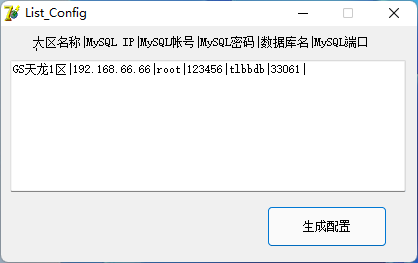 List_Config
大区名称|MySQL IP|MySQL帐号|MySQL密码|数据库名|MySQL端口
GS天龙1区|192.168.66.66|root|123456|tlbbdb|33061|
生成配置